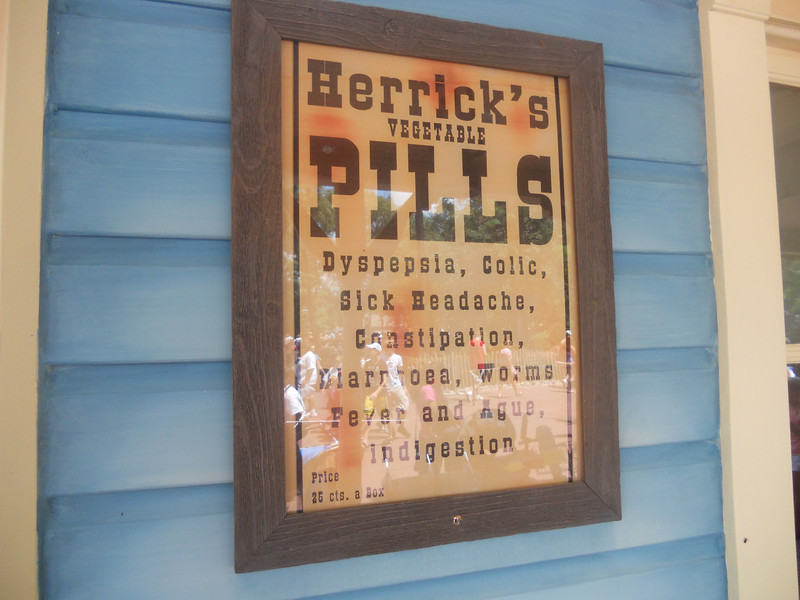 Herrick's
VEGETABLE
PILLS
Dyspepsia, Colic,
Sick Headache,
Constipation,
Diarrhoea, Worms
Fever and Ague,
indigestion
Price
25 cts. a Box